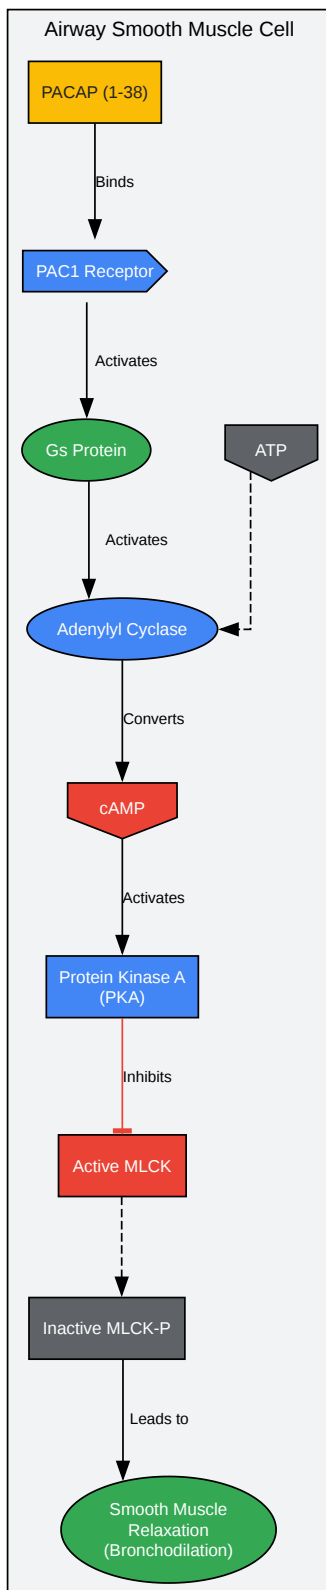 Airway Smooth Muscle Cell
PACAP (1-38)
Binds
PAC1 Receptor
Activates
Gs Protein
ATP
Activates
Adenylyl Cyclase
Converts
cAMP
Activates
Protein Kinase A
(PKA)
Inhibits
Active MLCK
Inactive MLCK-P
Leads to
Smooth Muscle
Relaxation
(Bronchodilation)